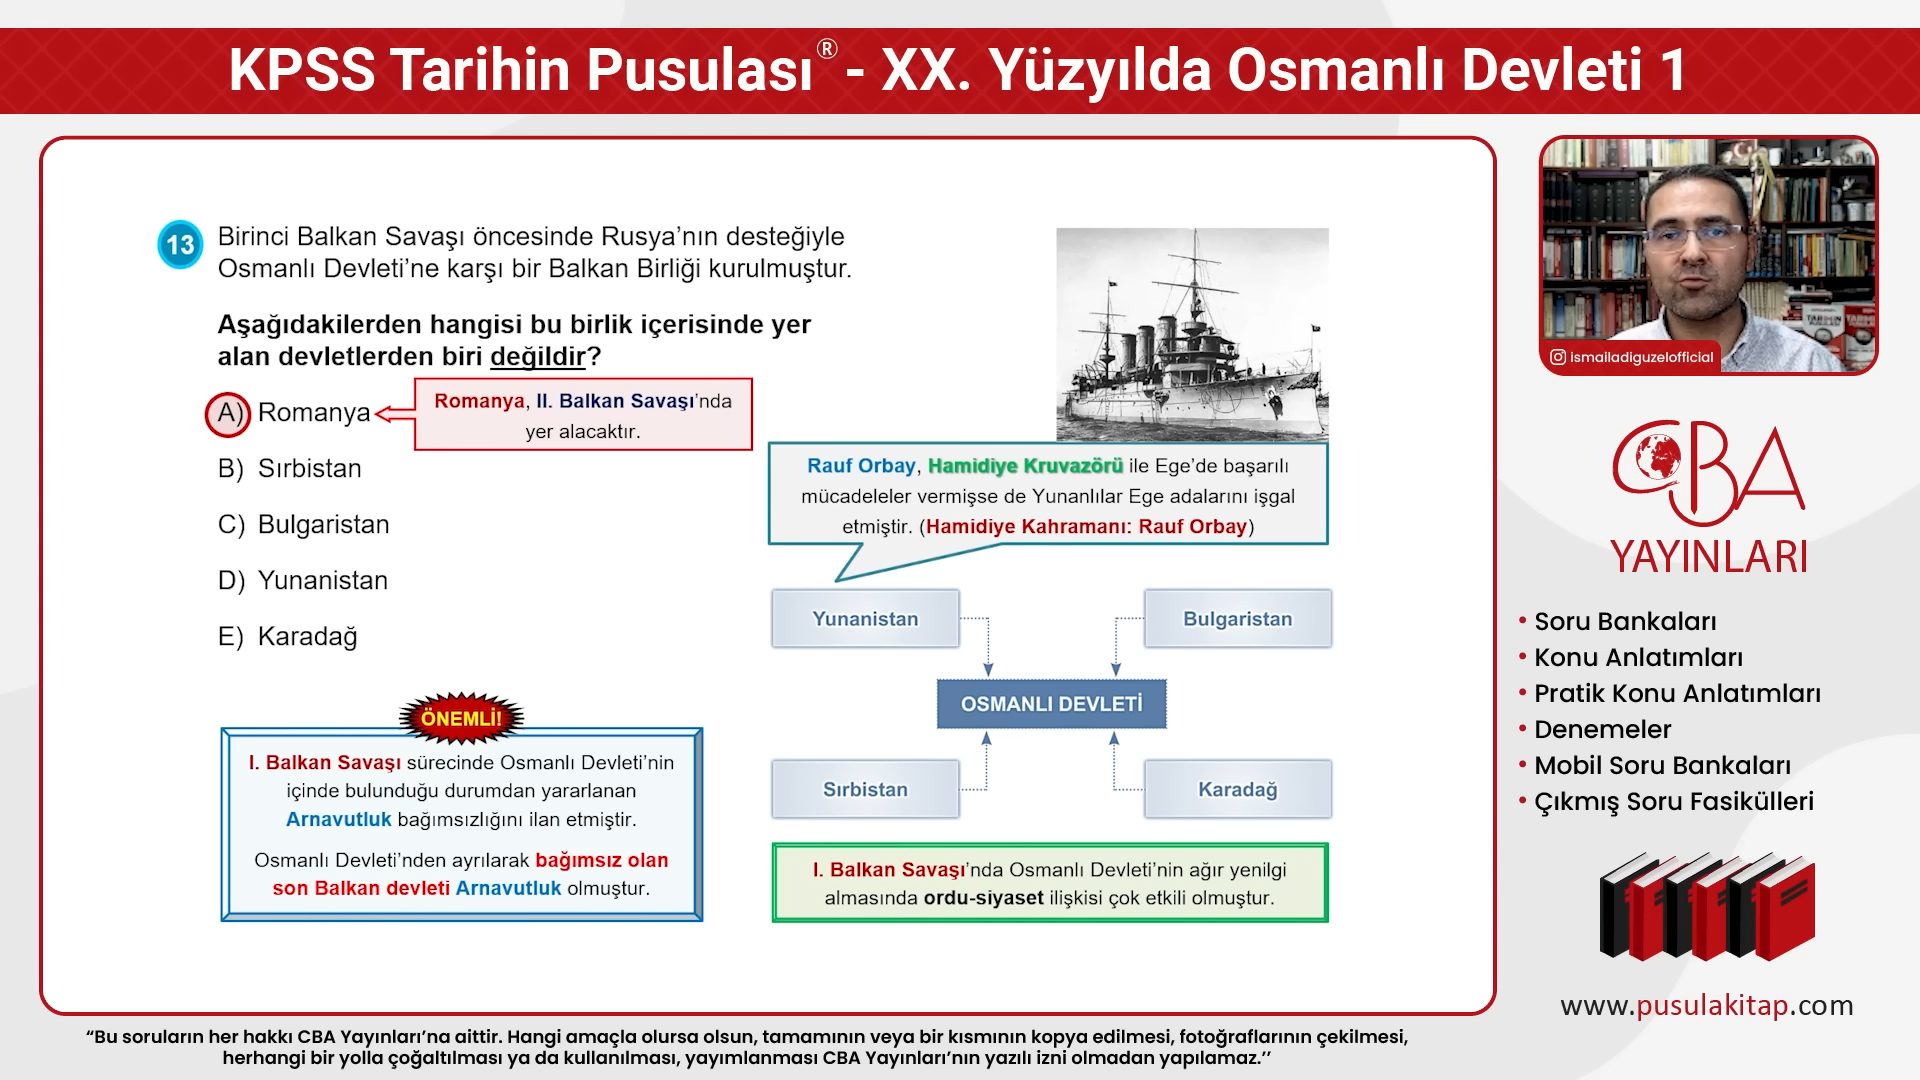 KPSS Tarihin Pusulası® - XX. Yüzyılda Osmanlı Devleti 1
13
Birinci Balkan Savaşı öncesinde Rusya’nın desteğiyle
Osmanlı Devleti’ne karşı bir Balkan Birliği kurulmuştur.
Aşağıdakilerden hangisi bu birlik içerisinde yer
alan devletlerden biri değildir?
A) Romanya
Romanya, II. Balkan Savaşı’nda
yer alacaktır.
B) Sırbistan
C) Bulgaristan
D) Yunanistan
E) Karadağ
Rauf Orbay, Hamidiye Kruvazörü ile Ege’de başarılı
mücadeleler vermişse de Yunanlılar Ege adalarını işgal
etmiştir. (Hamidiye Kahramanı: Rauf Orbay)
Yunanistan
Bulgaristan
OSMANLI DEVLETİ
Sırbistan
Karadağ
ÖNEMLİ!
I. Balkan Savaşı sürecinde Osmanlı Devleti’nin
içinde bulunduğu durumdan yararlanan
Arnavutluk bağımsızlığını ilan etmiştir.
Osmanlı Devleti’nden ayrılarak bağımsız olan
son Balkan devleti Arnavutluk olmuştur.
I. Balkan Savaşı’nda Osmanlı Devleti’nin ağır yenilgi
almasında ordu-siyaset ilişkisi çok etkili olmuştur.
ismailadiguzelofficial
CBA
YAYINLARI
• Soru Bankaları
• Konu Anlatımları
• Pratik Konu Anlatımları
• Denemeler
• Mobil Soru Bankaları
• Çıkmış Soru Fasikülleri
www.pusulakitap.com
“Bu soruların her hakkı CBA Yayınları’na aittir. Hangi amaçla olursa olsun, tamamının veya bir kısmının kopya edilmesi, fotoğraflarının çekilmesi,
herhangi bir yolla çoğaltılması ya da kullanılması, yayımlanması CBA Yayınları’nın yazılı izni olmadan yapılamaz.’’